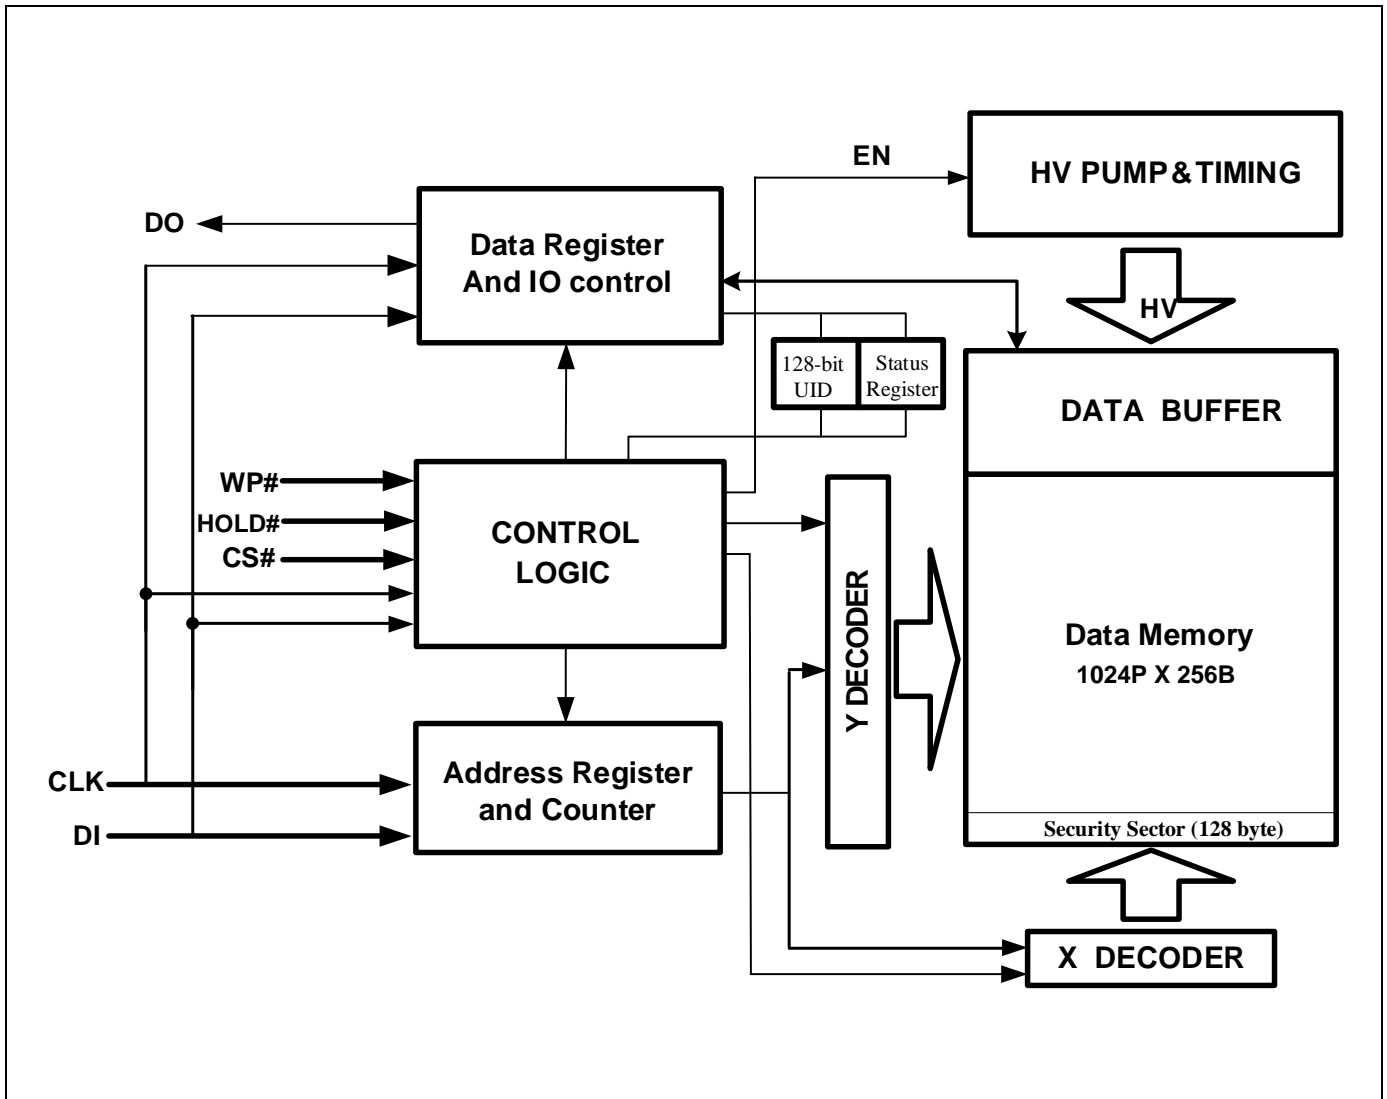 EN
HV PUMP&TIMING
DO
Data Register
And IO control
HV
128-bit
UID
Status
Register
DATA BUFFER
WP#
HOLD#
CS#
CONTROL
LOGIC
Y DECODER
Data Memory
1024P X 256B
CLK
DI
Address Register
and Counter
Security Sector (128 byte)
X DECODER